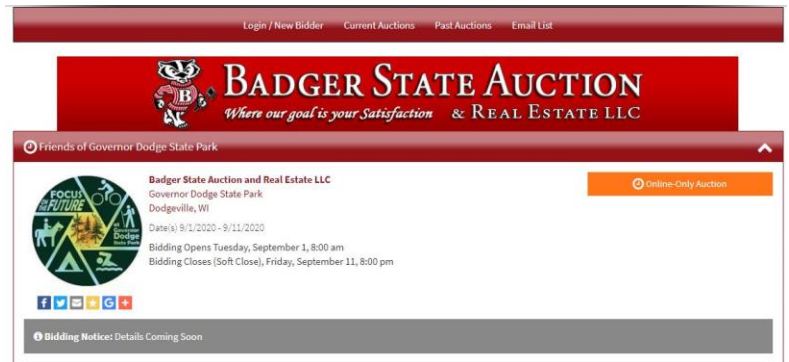 Login / New Bidder Current Auctions Past Auctions Email List
B
BADGER STATE AUCTION
Where our goal is your Satisfaction & REAL ESTATE LLC
Friends of Governor Dodge State Park
Badger State Auction and Real Estate LLC
Online-Only Auction
Governor Dodge State Park
Dodgeville, WI
Date(s) 9/1/2020 - 9/11/2020
Bidding Opens Tuesday, September 1, 8:00 am
Bidding Closes (Soft Close), Friday, September 11, 8:00 pm
FOCUS
ON THE FUTURE
at
Governor
Dodge
State Park
Bidding Notice: Details Coming Soon